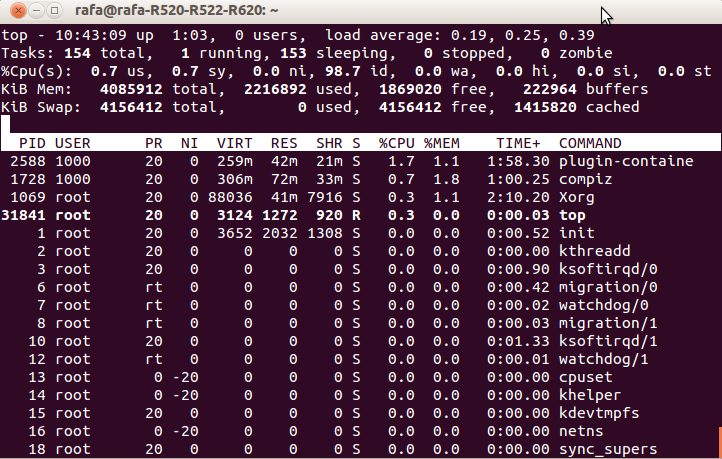 rafa@rafa-R520-R522-R620: ~
top - 10:43:09 up  1:03,  0 users,  load average: 0.19, 0.25, 0.39
Tasks: 154 total,   1 running, 153 sleeping,   0 stopped,   0 zombie
%Cpu(s):  0.7 us,  0.7 sy,  0.0 ni, 98.7 id,  0.0 wa,  0.0 hi,  0.0 si,  0.0 st
KiB Mem:   4085912 total,  2216892 used,  1869020 free,   222964 buffers
KiB Swap:  4156412 total,        0 used,  4156412 free,  1415820 cached
  PID USER      PR  NI  VIRT  RES  SHR S  %CPU %MEM    TIME+  COMMAND
 2588 1000      20   0  259m  42m  21m S   1.7  1.1   1:58.30 plugin-containe
 1728 1000      20   0  306m  72m  33m S   0.7  1.8   1:00.25 compiz
 1069 root      20   0 88036  41m 7916 S   0.3  1.1   2:10.20 Xorg
31841 root      20   0  3124 1272  920 R   0.3  0.0   0:00.03 top
    1 root      20   0  3652 2032 1308 S   0.0  0.0   0:00.52 init
    2 root      20   0     0    0    0 S   0.0  0.0   0:00.00 kthreadd
    3 root      20   0     0    0    0 S   0.0  0.0   0:00.90 ksoftirqd/0
    6 root      rt   0     0    0    0 S   0.0  0.0   0:00.42 migration/0
    7 root      rt   0     0    0    0 S   0.0  0.0   0:00.02 watchdog/0
    8 root      rt   0     0    0    0 S   0.0  0.0   0:00.03 migration/1
   10 root      20   0     0    0    0 S   0.0  0.0   0:01.33 ksoftirqd/1
   12 root      rt   0     0    0    0 S   0.0  0.0   0:00.01 watchdog/1
   13 root       0 -20     0    0    0 S   0.0  0.0   0:00.00 cpuset
   14 root       0 -20     0    0    0 S   0.0  0.0   0:00.00 khelper
   15 root      20   0     0    0    0 S   0.0  0.0   0:00.00 kdevtmpfs
   16 root       0 -20     0    0    0 S   0.0  0.0   0:00.00 netns
   18 root      20   0     0    0    0 S   0.0  0.0   0:00.00 sync_supers